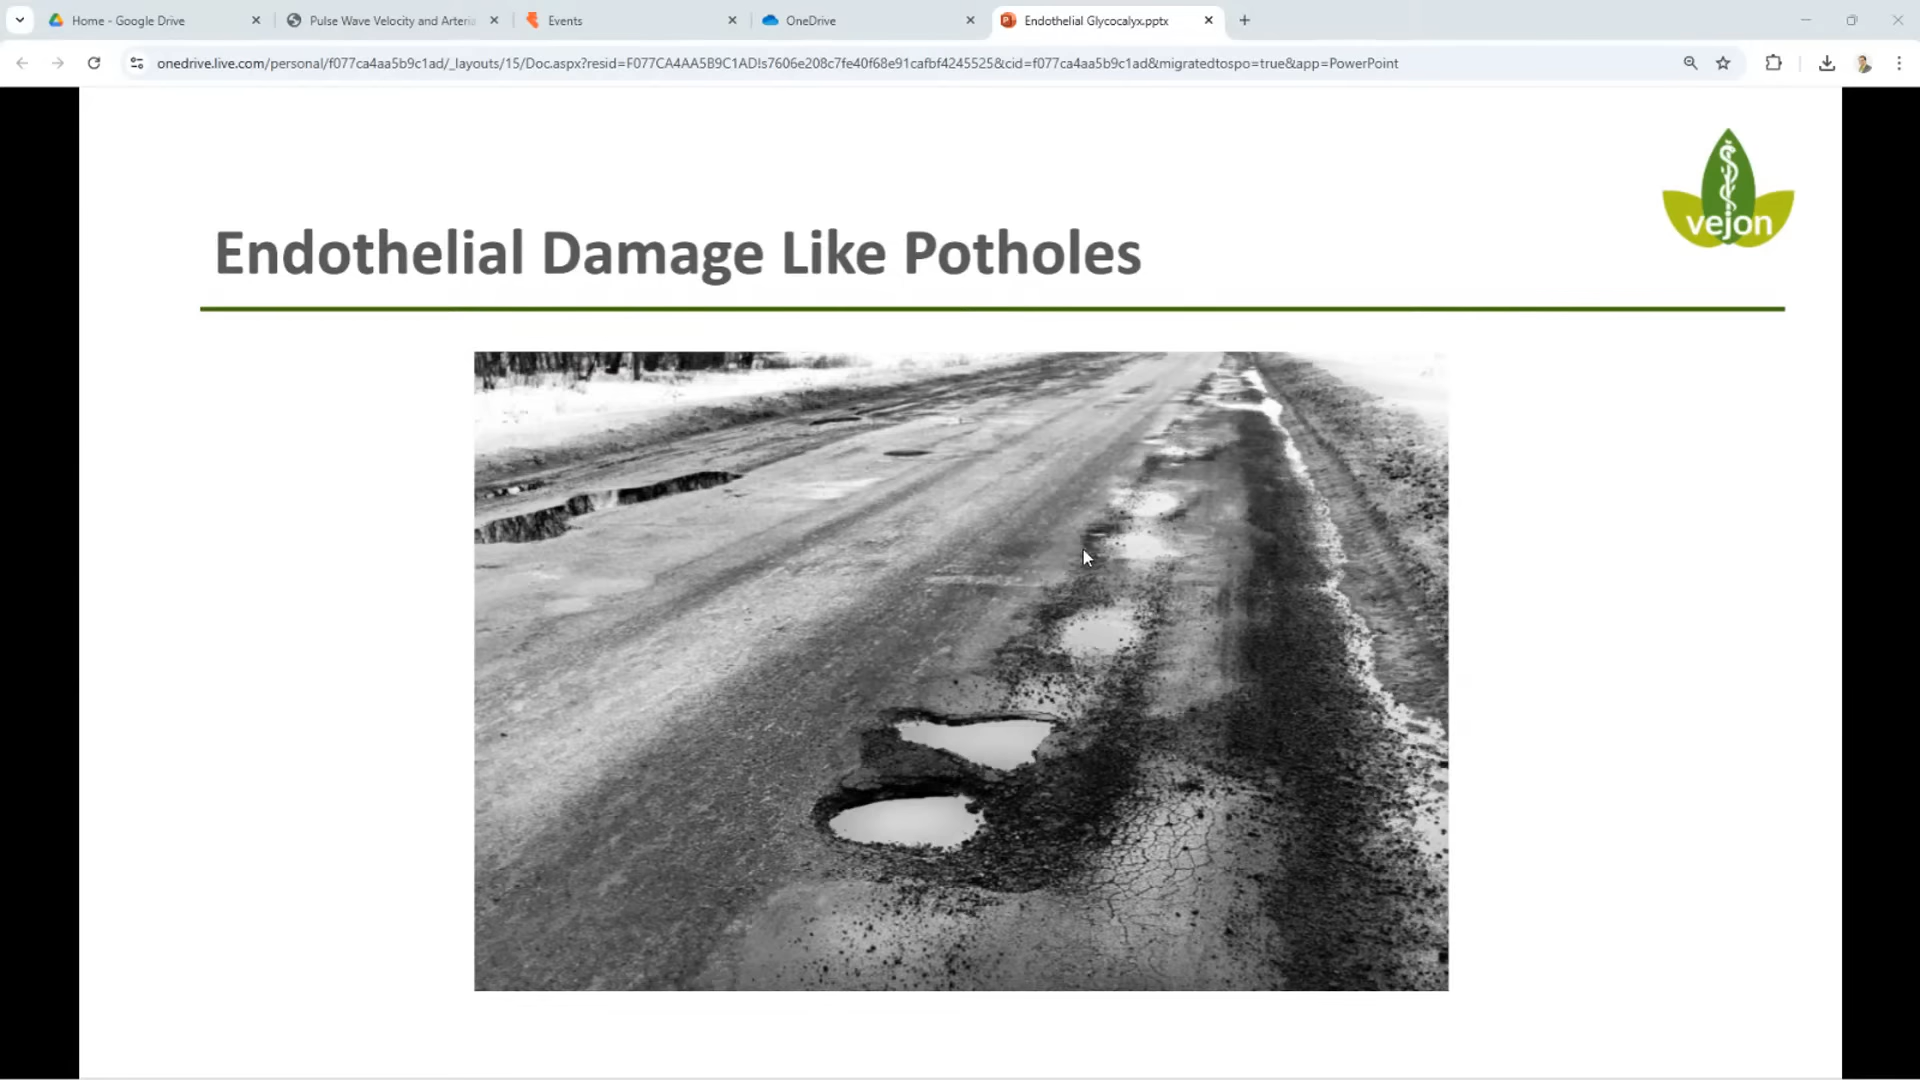 Home - Google Drive
Pulse Wave Velocity and Arteria
Events
OneDrive
Endothelial Glycocalyx.pptx
onedrive.live.com/personal/f077ca4aa5b9c1ad/_layouts/15/Doc.aspx?resid=F077CA4AA5B9C1AD!s7606e208c7fe40f68e91cafbf4245525&cid=f077ca4aa5b9c1ad&migratedtospo=true&app=PowerPoint
vejon
Endothelial Damage Like Potholes